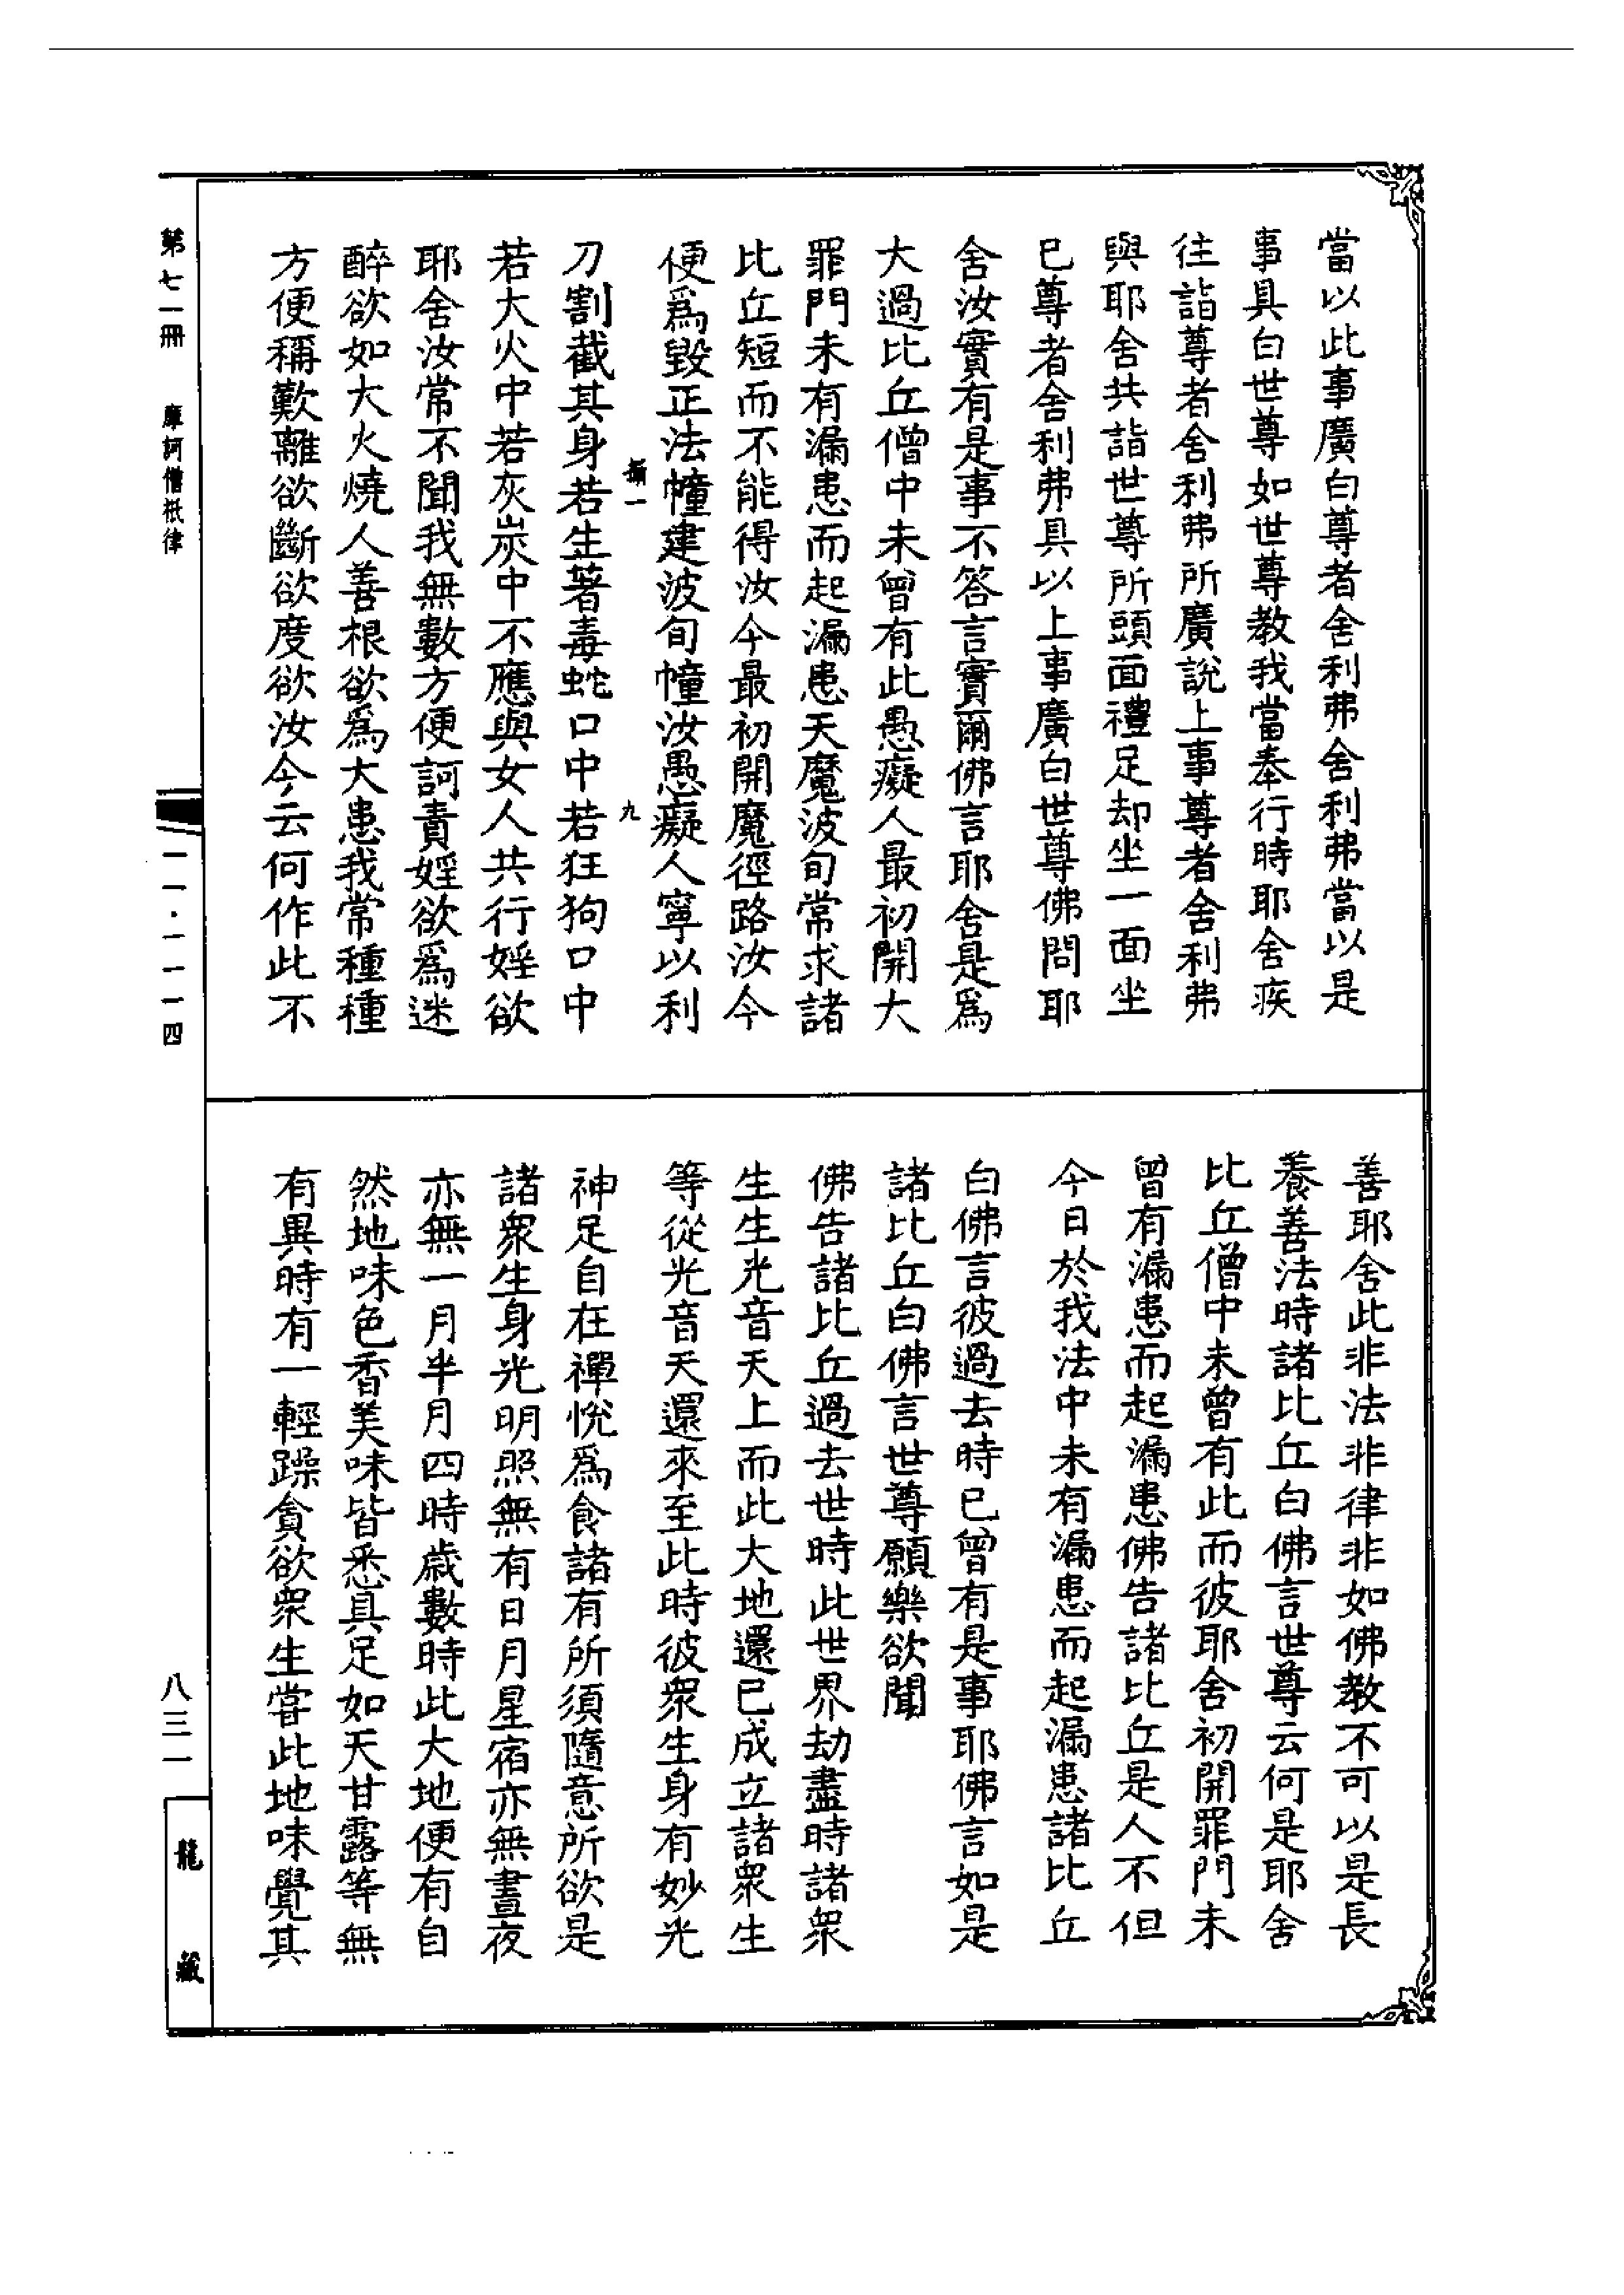 當以此事廣白尊者舍利弗舍利弗當以是
事具白世尊如世尊教我當奉行時耶舍疾
往詣尊者舍利弗所廣說上事尊者舍利弗
與耶舍共詣世尊所頭面禮足却坐一面坐
已尊者舍利弗具以上事廣白世尊佛問耶
舍汝實有是事不答言實爾佛言耶舍是爲
大過比丘僧中未曾有此愚癡人最初開大
罪門未有漏患而起漏患天魔波旬常求諸
比丘短而不能得汝今最初開魔徑路汝今
便爲毀正法幢建波旬幢汝愚癡人寧以利
九
刀割截其身若生著毒蛇口中若狂狗口中
若大火中若灰炭中不應與女人共行婬欲
耶舍汝常不聞我無數方便訶責婬欲爲迷
醉欲如大火燒人善根欲爲大患我常種種
方便稱歎離欲斷欲度欲汝今云何作此不
善耶舍此非法非律非如佛教不可以是長
養善法時諸比丘白佛言世尊云何是耶舍
比丘僧中未曾有此而彼耶舍初開罪門未
曾有漏患而起漏患佛告諸比丘是人不但
今日於我法中未有漏患而起漏患諸比丘
白佛言彼過去時已曾有是事耶佛言如是
諸比丘白佛言世尊願樂欲聞
佛告諸比丘過去世時此世界劫盡時諸衆
生生光音天上而此大地還已成立諸衆生
等從光音天還來至此時彼衆生身有妙光
神足自在禪悅爲食諸有所須隨意所欲是
諸衆生身光明照無有日月星宿亦無晝夜
亦無一月半月四時歲數時此大地便有自
然地味色香美味皆悉具足如天甘露等無
有異時有一輕躁貪欲衆生嘗此地味覺其
第七一冊 摩訶僧祇律
一一·一一一四
八三一
龍藏